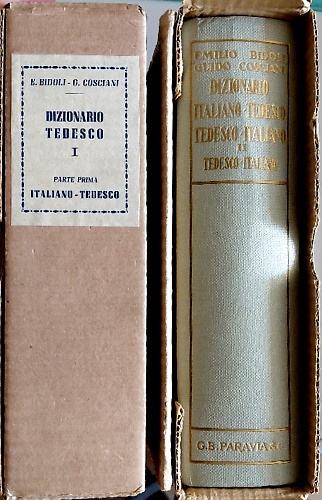 E. BIDOLI - G. COSCIANI
DIZIONARIO
TEDESCO
I
PARTE PRIMA
ITALIANO - TEDESCO
EMILIO BIDOLI
GUIDO COSCIANI
DIZIONARIO
ITALIANO-TEDESCO
TEDESCO-ITALIANO
II
TEDESCO-ITALIANO
G.B. PARAVIA & C.